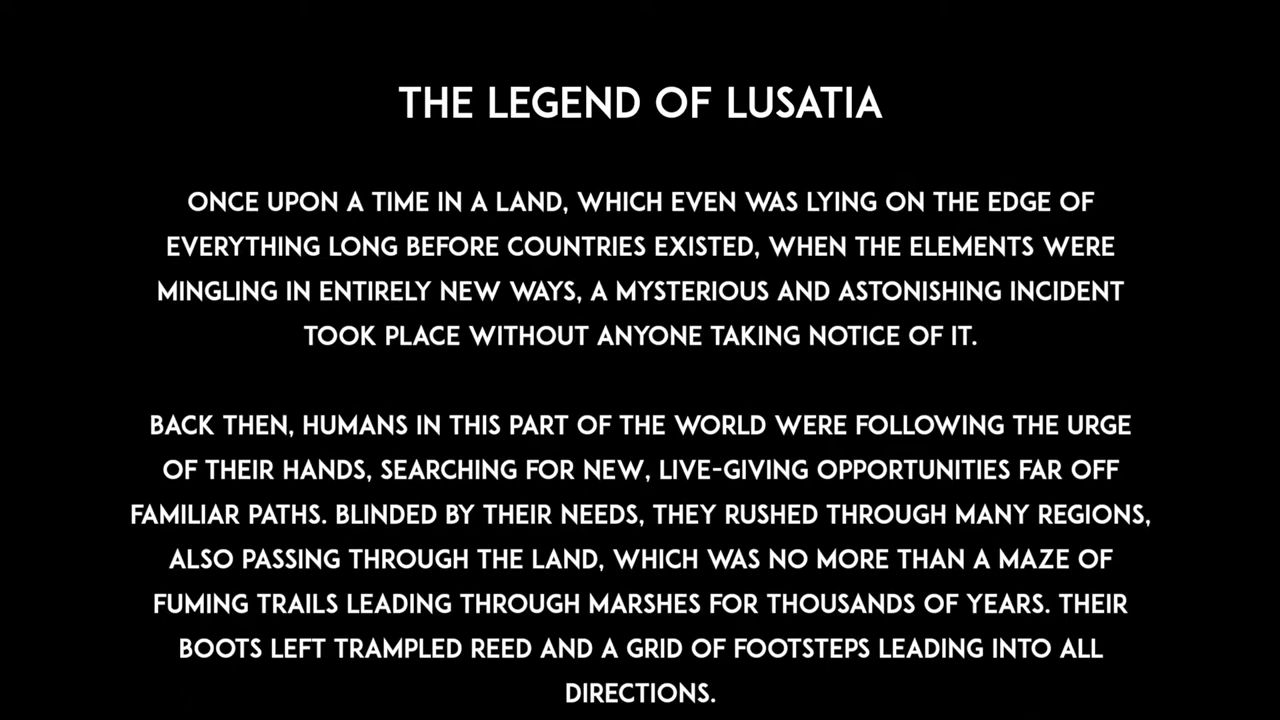 THE LEGEND OF LUSATIA
ONCE UPON A TIME IN A LAND, WHICH EVEN WAS LYING ON THE EDGE OF
EVERYTHING LONG BEFORE COUNTRIES EXISTED, WHEN THE ELEMENTS WERE
MINGLING IN ENTIRELY NEW WAYS, A MYSTERIOUS AND ASTONISHING INCIDENT
TOOK PLACE WITHOUT ANYONE TAKING NOTICE OF IT.
BACK THEN, HUMANS IN THIS PART OF THE WORLD WERE FOLLOWING THE URGE
OF THEIR HANDS, SEARCHING FOR NEW, LIVE-GIVING OPPORTUNITIES FAR OFF
FAMILIAR PATHS. BLINDED BY THEIR NEEDS, THEY RUSHED THROUGH MANY REGIONS,
ALSO PASSING THROUGH THE LAND, WHICH WAS NO MORE THAN A MAZE OF
FUMING TRAILS LEADING THROUGH MARSHES FOR THOUSANDS OF YEARS. THEIR
BOOTS LEFT TRAMPLED REED AND A GRID OF FOOTSTEPS LEADING INTO ALL
DIRECTIONS.